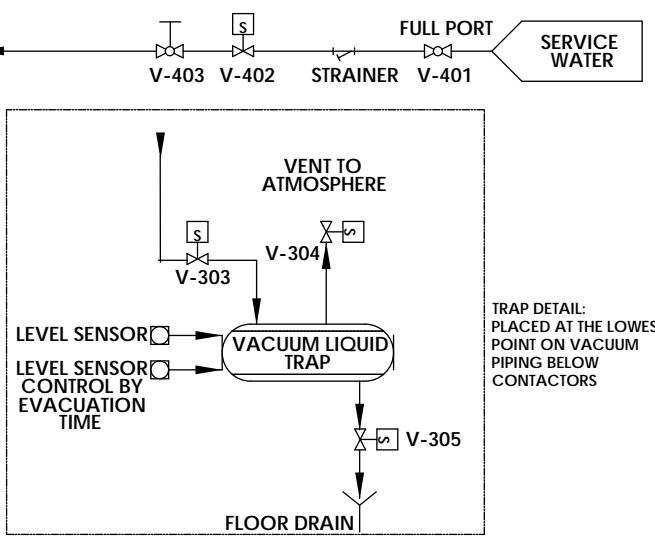 FULL PORT
SERVICE
WATER
S
V-403
V-402
STRAINER
V-401
VENT TO
ATMOSPHERE
S
S
V-304
V-303
LEVEL SENSOR
VACUUM LIQUID
TRAP
LEVEL SENSOR
CONTROL BY
EVACUATION
TIME
TRAP DETAIL:
PLACED AT THE LOWES
POINT ON VACUUM
PIPING BELOW
CONTACTORS
S
V-305
FLOOR DRAIN